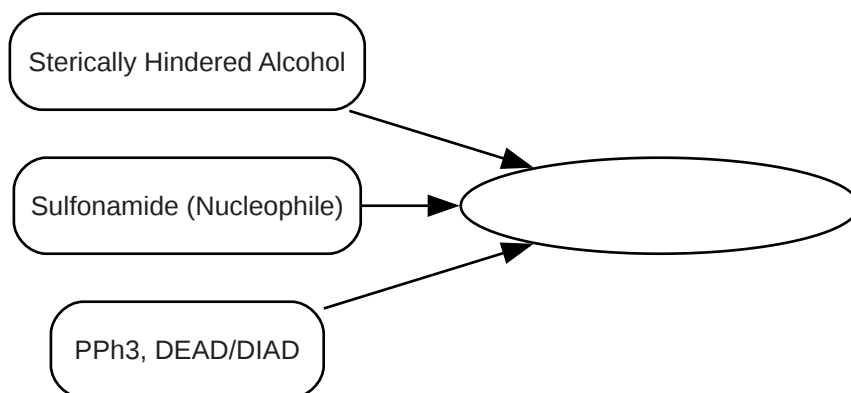 Sterically Hindered Alcohol
Sulfonamide (Nucleophile)
PPh3, DEAD/DIAD